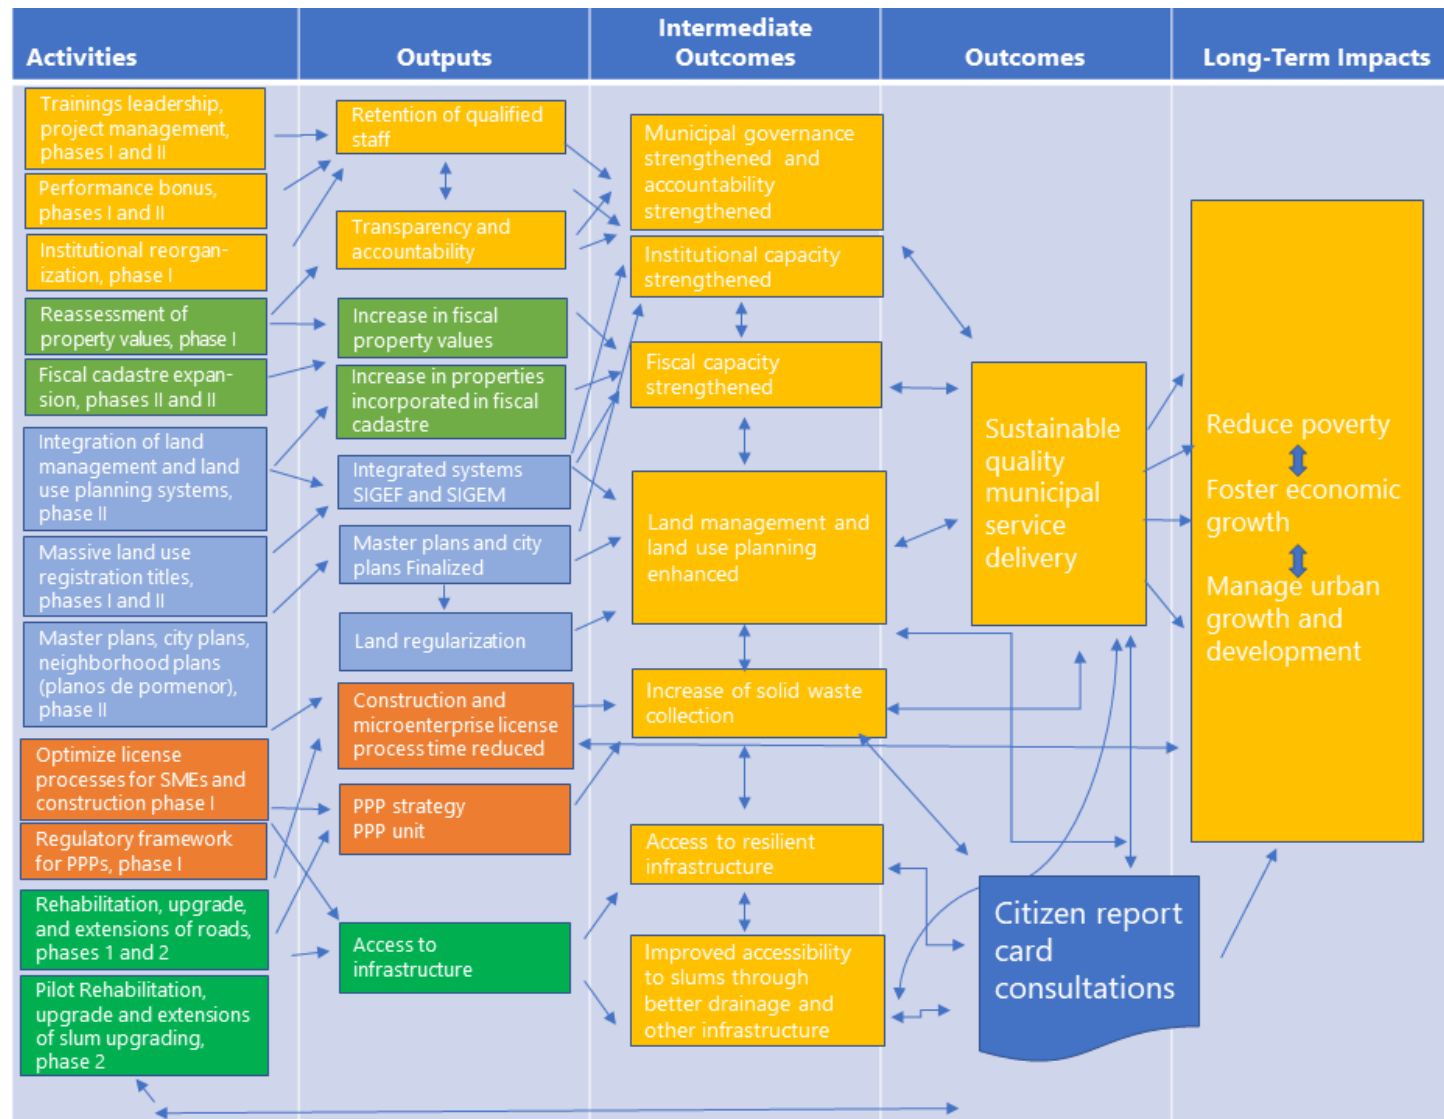 Activities
Outputs
Intermediate
Outcomes
Outcomes
Long-Term Impacts
Trainings leadership,
project management,
phases I and II
Performance bonus,
phases I and II
Institutional reorgan-
ization, phase I
Reassessment of
property values, phase I
Fiscal cadastre expan-
sion, phases II and II
Integration of land
management and land
use planning systems,
phase II
Massive land use
registration titles,
phases I and II
Master plans, city plans,
neighborhood plans
(planos de pormenor),
phase II
Optimize license
processes for SMEs and
construction phase I
Regulatory framework
for PPPs, phase I
Rehabilitation, upgrade,
and extensions of roads,
phases 1 and 2
Pilot Rehabilitation,
upgrade and extensions
of slum upgrading,
phase 2
Retention of qualified
staff
Transparency and
accountability
Increase in fiscal
property values
Increase in properties
incorporated in fiscal
cadastre
Integrated systems
SIGEF and SIGEM
Master plans and city
plans Finalized
Land regularization
Construction and
microenterprise license
process time reduced
PPP strategy
PPP unit
Access to
infrastructure
Municipal governance
strengthened and
accountability
strengthened
Institutional capacity
strengthened
Fiscal capacity
strengthened
Land management and
land use planning
enhanced
Increase of solid waste
collection
Access to resilient
infrastructure
Improved accessibility
to slums through
better drainage and
other infrastructure
Sustainable
quality
municipal
service
delivery
Citizen report
card
consultations
Reduce poverty
Foster economic
growth
Manage urban
growth and
development